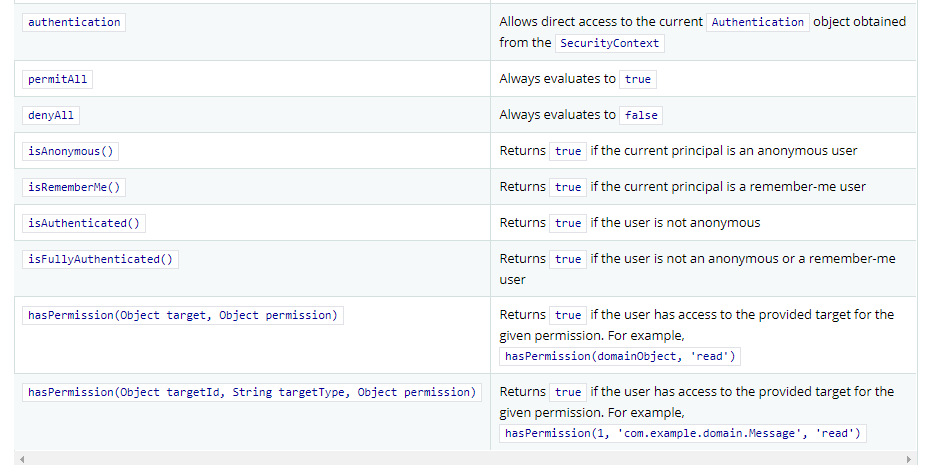 authentication
Allows direct access to the current Authentication object obtained
from the SecurityContext
permitAll
Always evaluates to true
denyAll
Always evaluates to false
isAnonymous()
Returns true if the current principal is an anonymous user
isRememberMe()
Returns true if the current principal is a remember-me user
isAuthenticated()
Returns true if the user is not anonymous
isFullyAuthenticated()
Returns true if the user is not an anonymous or a remember-me
user
hasPermission(Object target, Object permission)
Returns true if the user has access to the provided target for the
given permission. For example,
hasPermission(domainObject, 'read')
hasPermission(Object targetId, String targetType, Object permission)
Returns true if the user has access to the provided target for the
given permission. For example,
hasPermission(1, 'com.example.domain.Message', 'read')